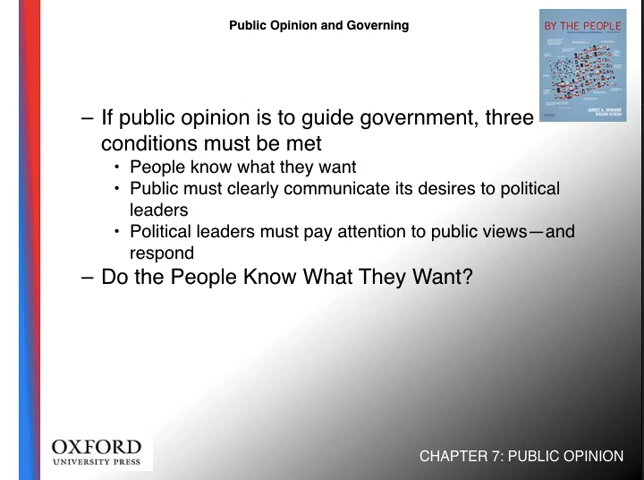 Public Opinion and Governing
BY THE PEOPLE
– If public opinion is to guide government, three
conditions must be met
• People know what they want
• Public must clearly communicate its desires to political
leaders
• Political leaders must pay attention to public views—and
respond
– Do the People Know What They Want?
OXFORD
UNIVERSITY PRESS
CHAPTER 7: PUBLIC OPINION